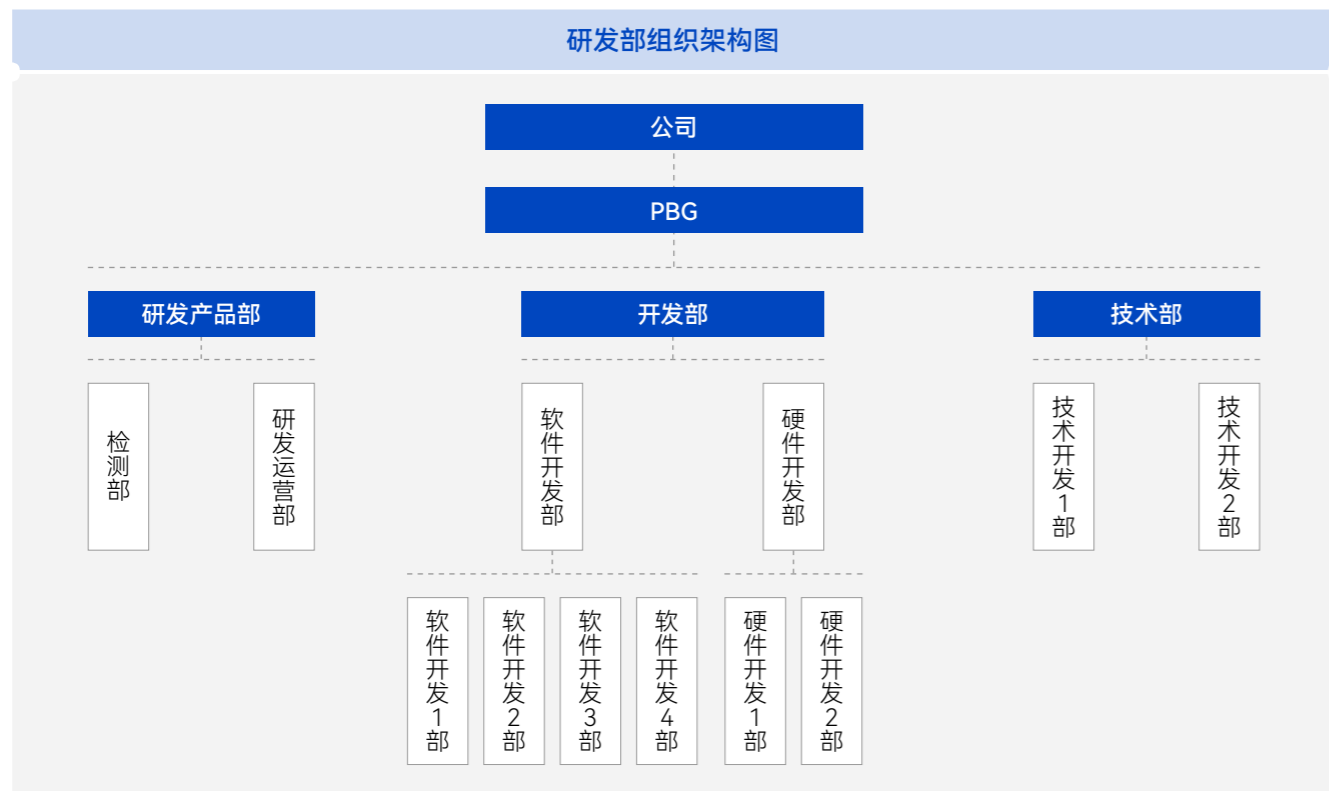 研发部组织架构图
公司
PBG
研发产品部
开发部
技术部
检测部
研发运营部
软件开发部
硬件开发部
技术开发1部
技术开发2部
软件开发1部
软件开发2部
软件开发3部
软件开发4部
硬件开发1部
硬件开发2部